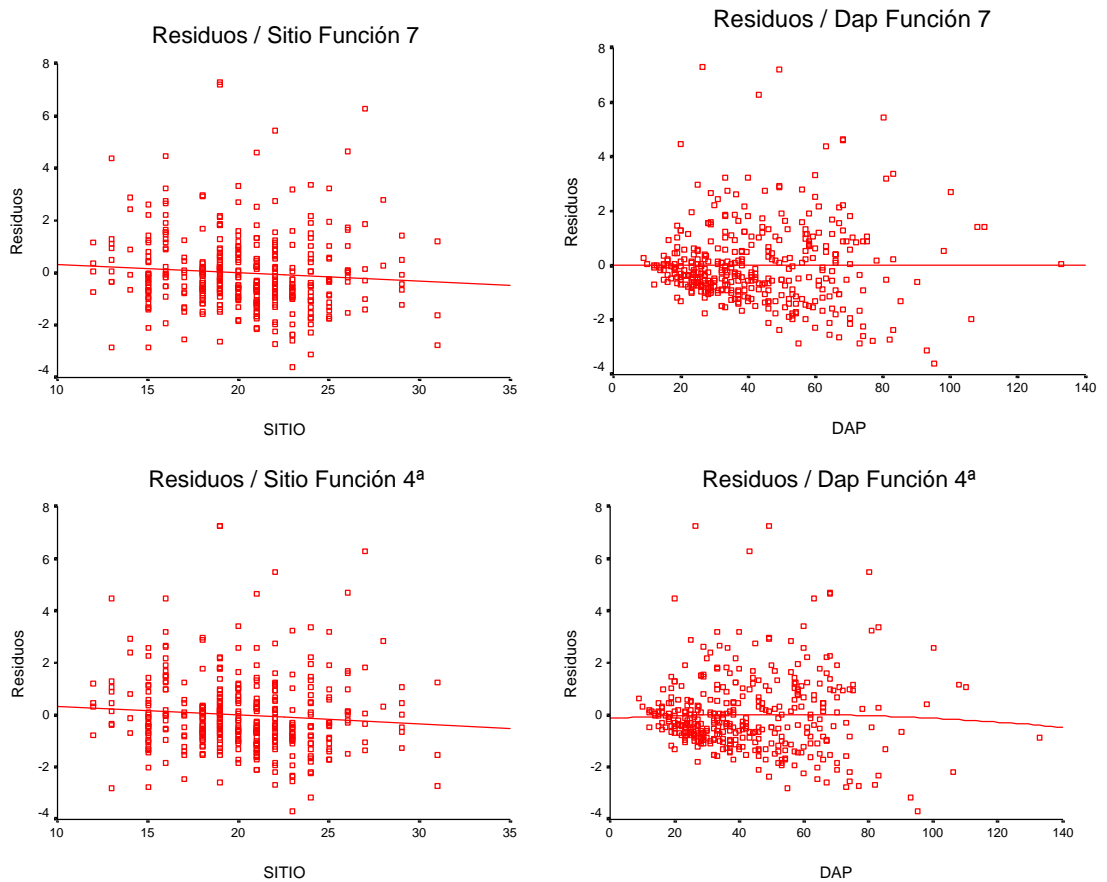 Residuos / Sitio Función 7
8
6
4
2
0
-2
-4
Residuos
10 15 20 25 30 35
SITIO
Residuos / Dap Función 7
8
6
4
2
0
-2
-4
Residuos
0 20 40 60 80 100 120 140
DAP
Residuos / Sitio Función 4ª
8
6
4
2
0
-2
-4
Residuos
10 15 20 25 30 35
SITIO
Residuos / Dap Función 4ª
8
6
4
2
0
-2
-4
Residuos
0 20 40 60 80 100 120 140
DAP